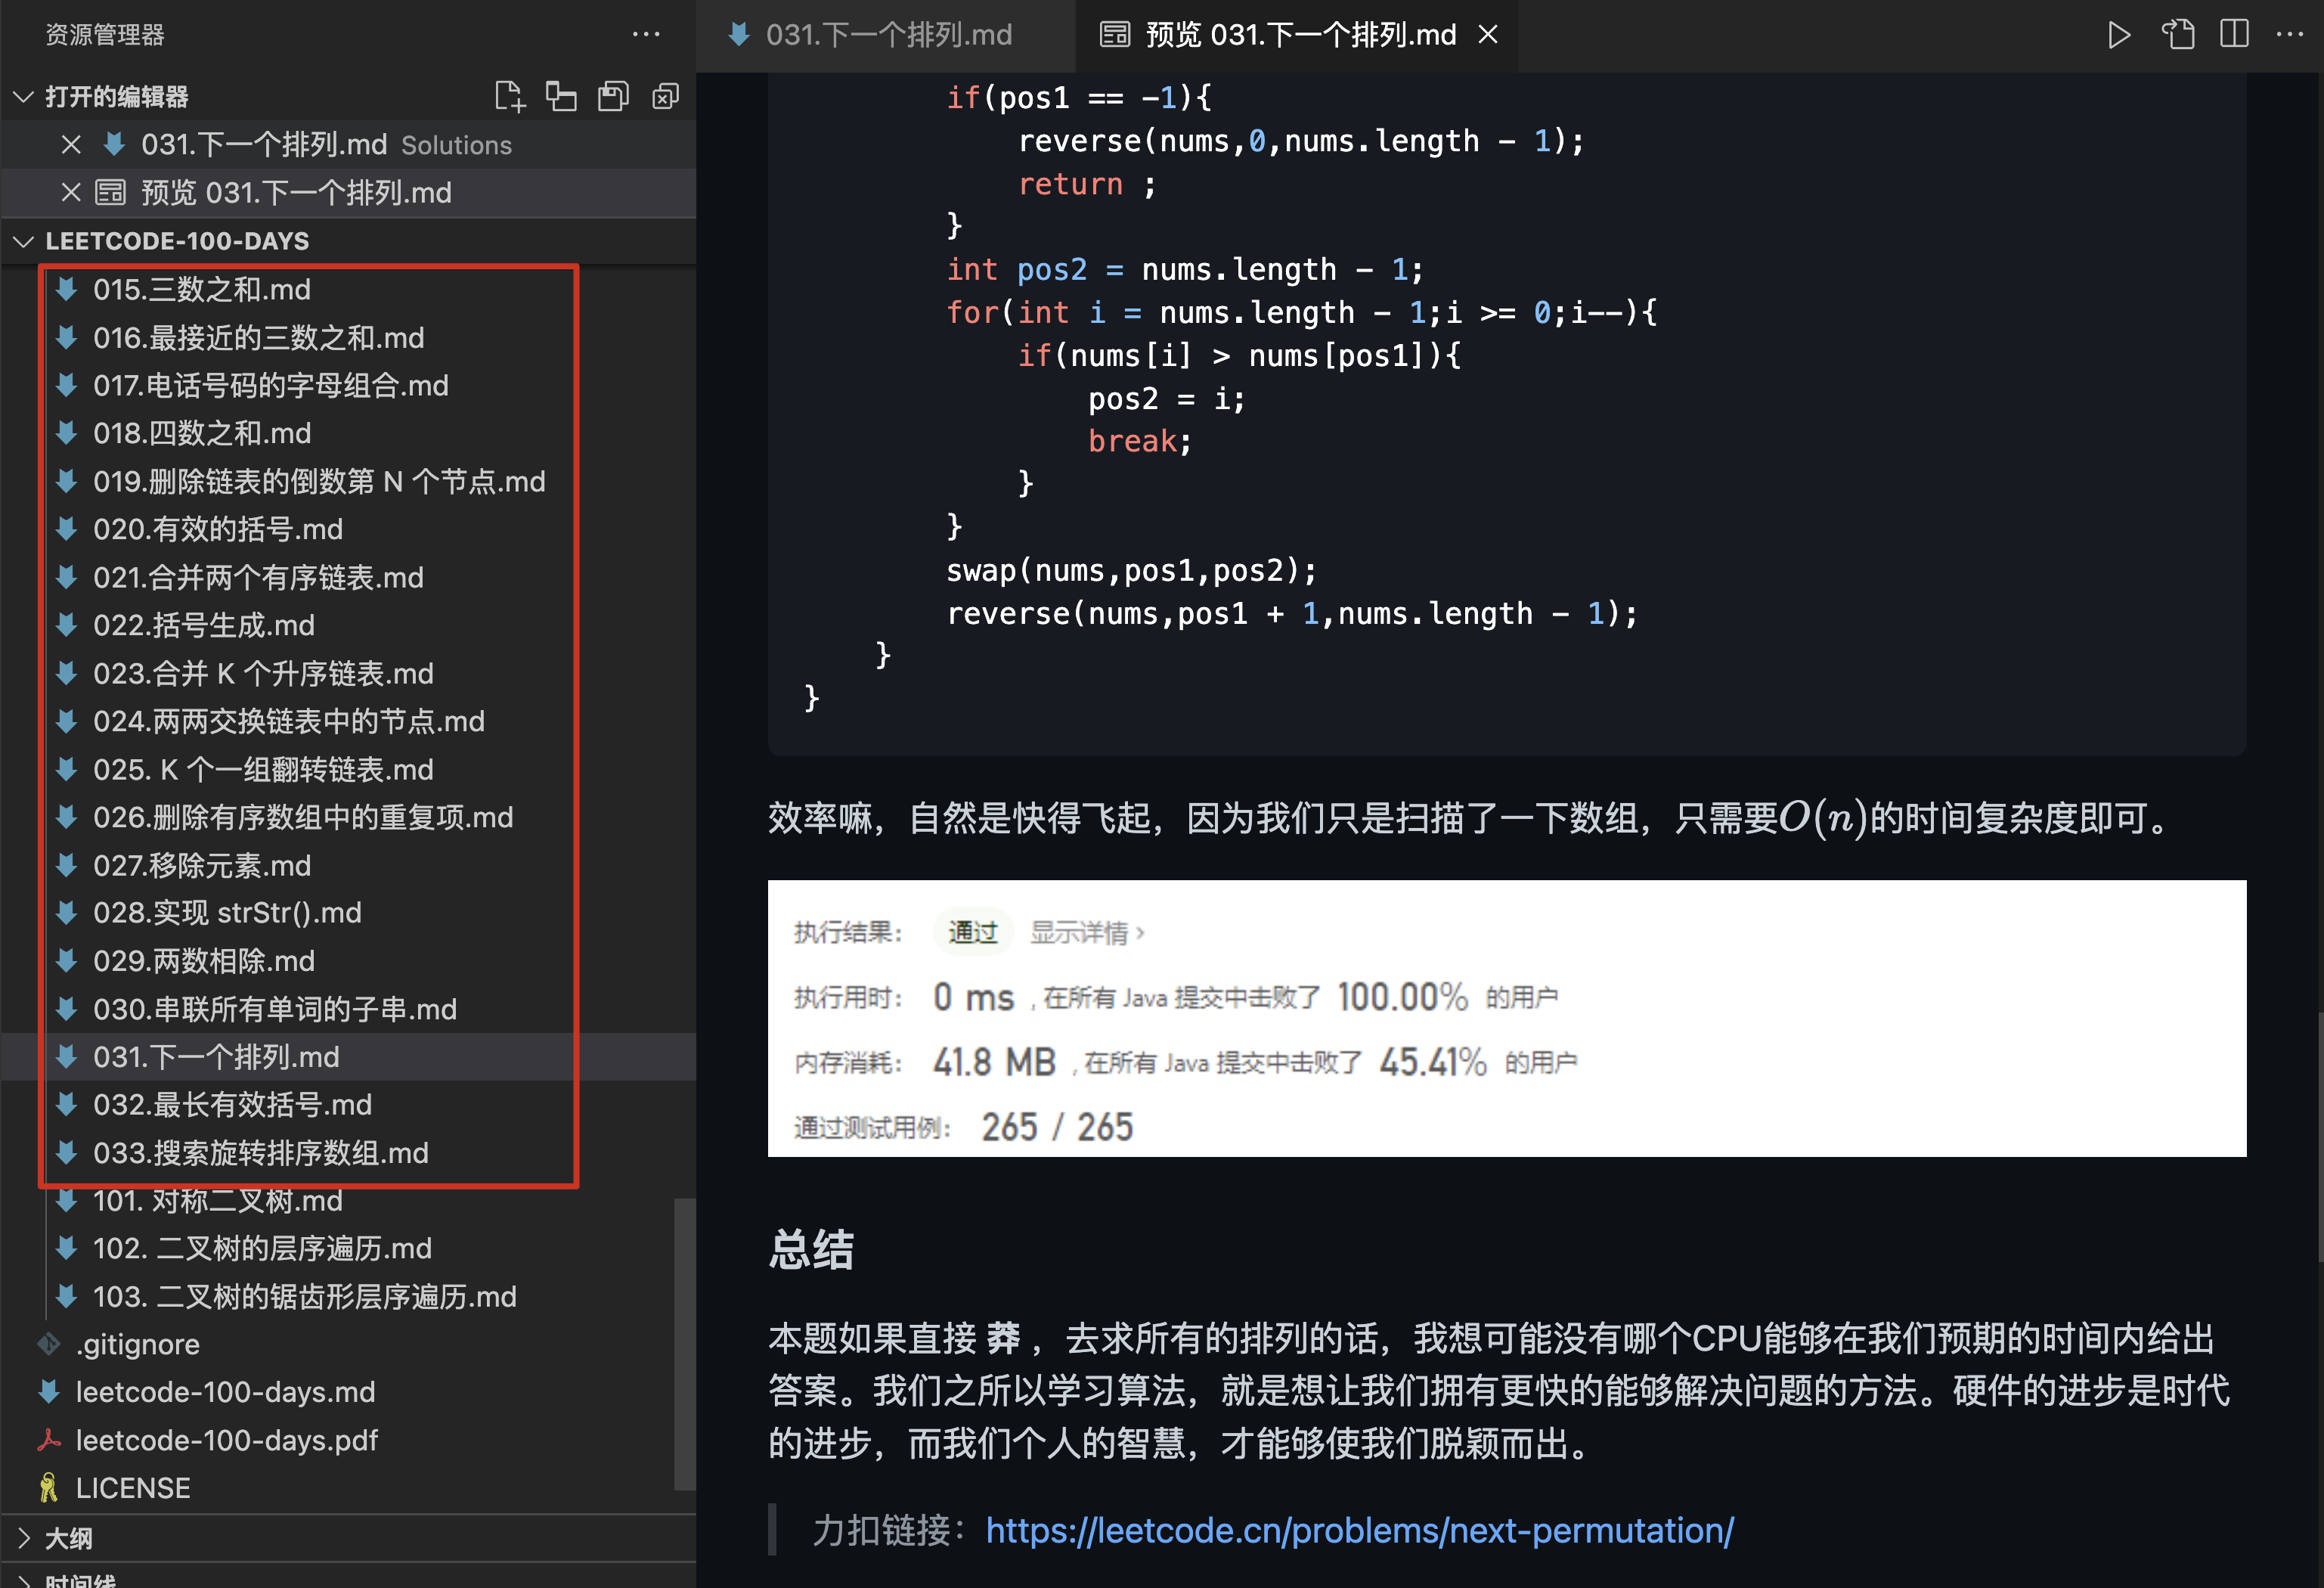 资源管理器
打开的编辑器
031.下一个排列.md Solutions
预览 031.下一个排列.md
LEETCODE-100-DAYS
015.三数之和.md
016.最接近的三数之和.md
017.电话号码的字母组合.md
018.四数之和.md
019.删除链表的倒数第 N 个节点.md
020.有效的括号.md
021.合并两个有序链表.md
022.括号生成.md
023.合并 K 个升序链表.md
024.两两交换链表中的节点.md
025. K 个一组翻转链表.md
026.删除有序数组中的重复项.md
027.移除元素.md
028.实现 strStr().md
029.两数相除.md
030.串联所有单词的子串.md
031.下一个排列.md
032.最长有效括号.md
033.搜索旋转排序数组.md
101. 对称二叉树.md
102. 二叉树的层序遍历.md
103. 二叉树的锯齿形层序遍历.md
.gitignore
leetcode-100-days.md
leetcode-100-days.pdf
LICENSE
大纲
时间线
031.下一个排列.md
预览 031.下一个排列.md
if(pos1 == -1){
reverse(nums,0,nums.length - 1);
return ;
}
int pos2 = nums.length - 1;
for(int i = nums.length - 1;i >= 0;i--){
if(nums[i] > nums[pos1]){
pos2 = i;
break;
}
}
swap(nums,pos1,pos2);
reverse(nums,pos1 + 1,nums.length - 1);
}
}
效率嘛，自然是快得飞起，因为我们只是扫描了一下数组，只需要O(n)的时间复杂度即可。
执行结果： 通过 显示详情 ›
执行用时： 0 ms , 在所有 Java 提交中击败了 100.00% 的用户
内存消耗： 41.8 MB , 在所有 Java 提交中击败了 45.41% 的用户
通过测试用例： 265 / 265
总结
本题如果直接 莽 ，去求所有的排列的话，我想可能没有哪个CPU能够在我们预期的时间内给出
答案。我们之所以学习算法，就是想让我们拥有更快的能够解决问题的方法。硬件的进步是时代
的进步，而我们个人的智慧，才能够使我们脱颖而出。
力扣链接：https://leetcode.cn/problems/next-permutation/